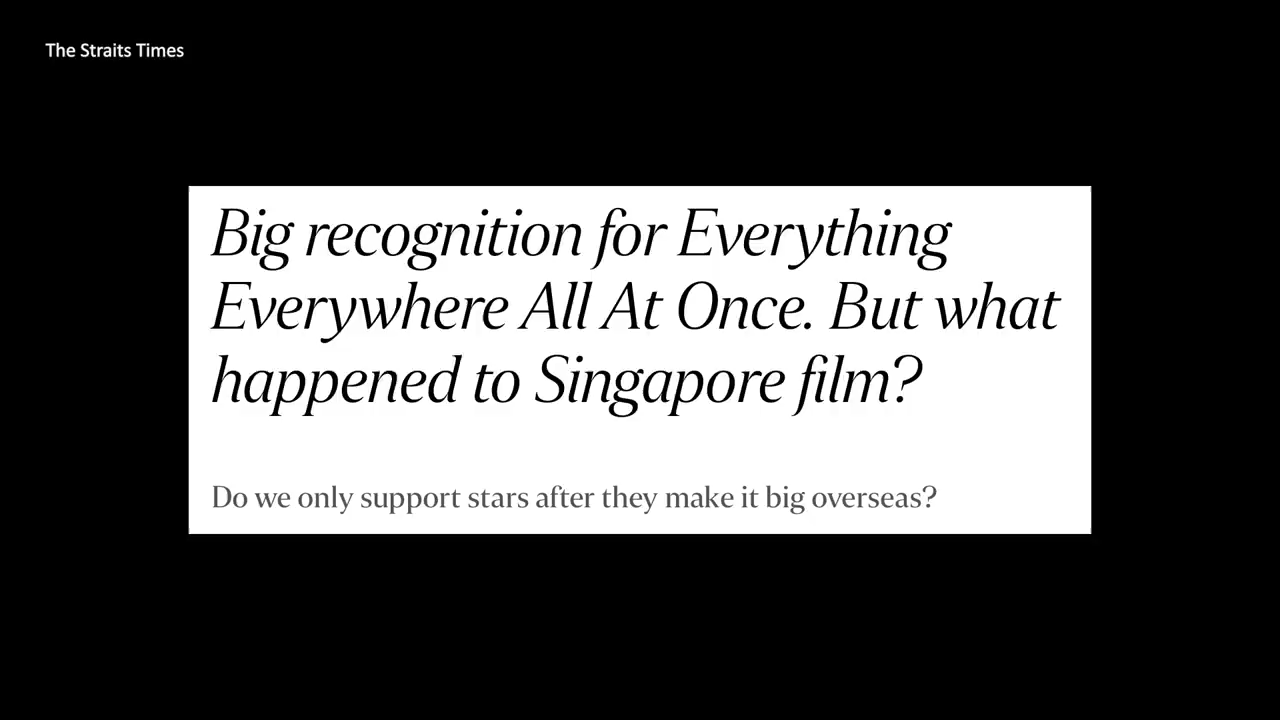 The Straits Times
Big recognition for Everything
Everywhere All At Once. But what
happened to Singapore film?
Do we only support stars after they make it big overseas?